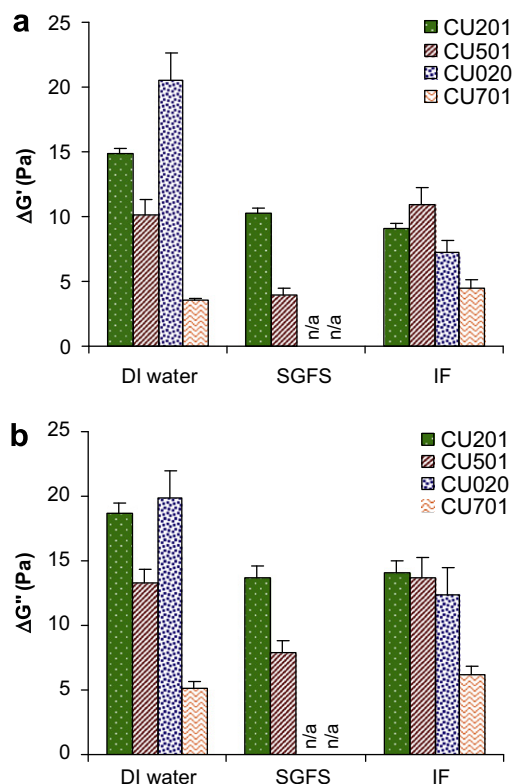 a
25
20
15
10
5
0
ΔG' (Pa)
CU201
CU501
CU020
CU701
n/a
n/a
DI water SGFS IF
b
25
20
15
10
5
0
ΔG" (Pa)
CU201
CU501
CU020
CU701
n/a
n/a
DI water SGFS IF